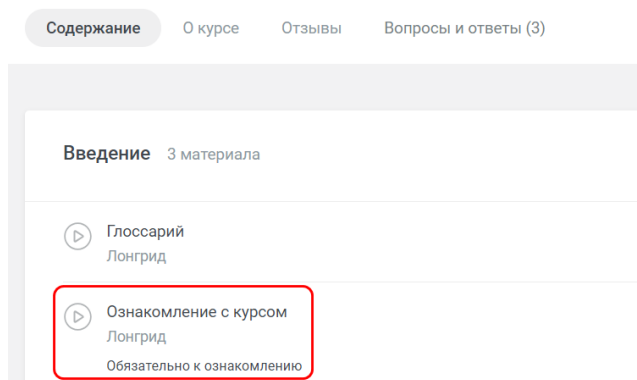 Содержание О курсе Отзывы Вопросы и ответы (3)
Введение 3 материала
Глоссарий
Лонгрид
Ознакомление с курсом
Лонгрид
Обязательно к ознакомлению